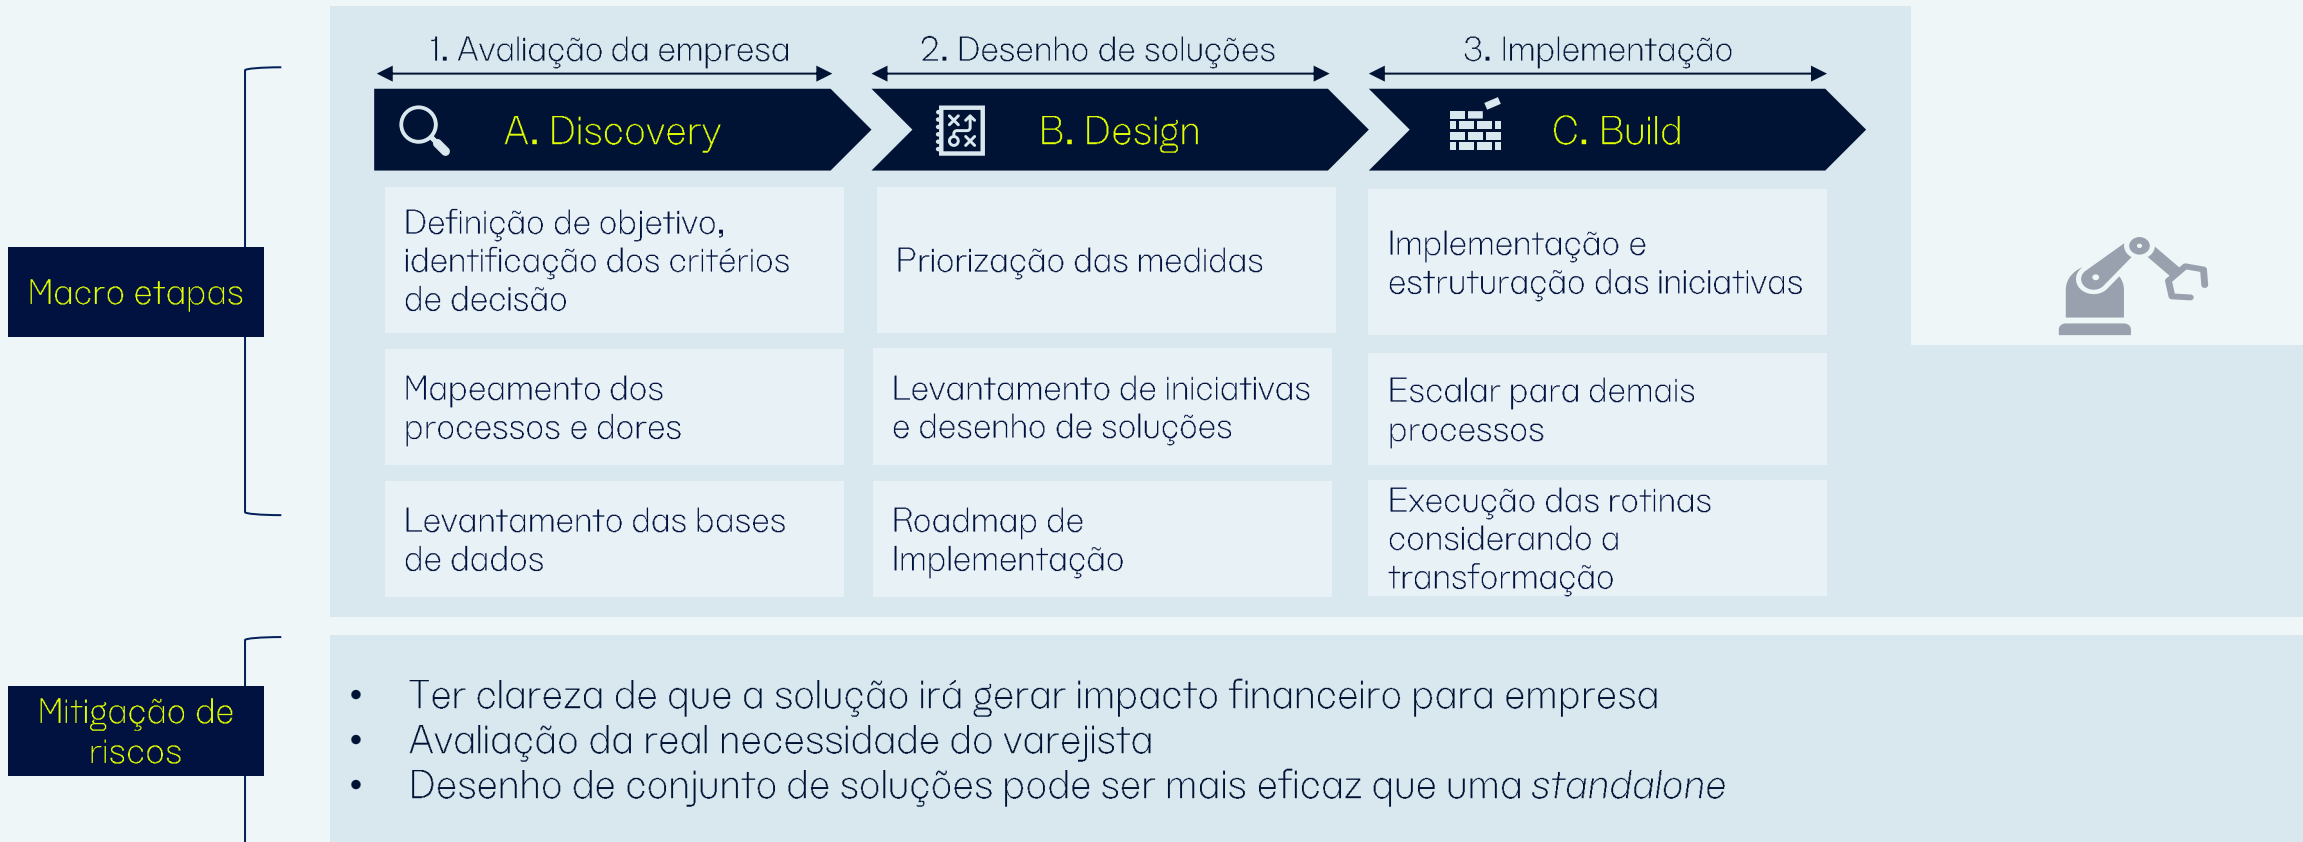 1. Avaliação da empresa
2. Desenho de soluções
3. Implementação
A. Discovery
B. Design
C. Build
Macro etapas
Definição de objetivo,
identificação dos critérios
de decisão
Priorização das medidas
Implementação e
estruturação das iniciativas
Mapeamento dos
processos e dores
Levantamento de iniciativas
e desenho de soluções
Escalar para demais
processos
Levantamento das bases
de dados
Roadmap de
Implementação
Execução das rotinas
considerando a
transformação
Mitigação de
riscos
• Ter clareza de que a solução irá gerar impacto financeiro para empresa
• Avaliação da real necessidade do varejista
• Desenho de conjunto de soluções pode ser mais eficaz que uma standalone